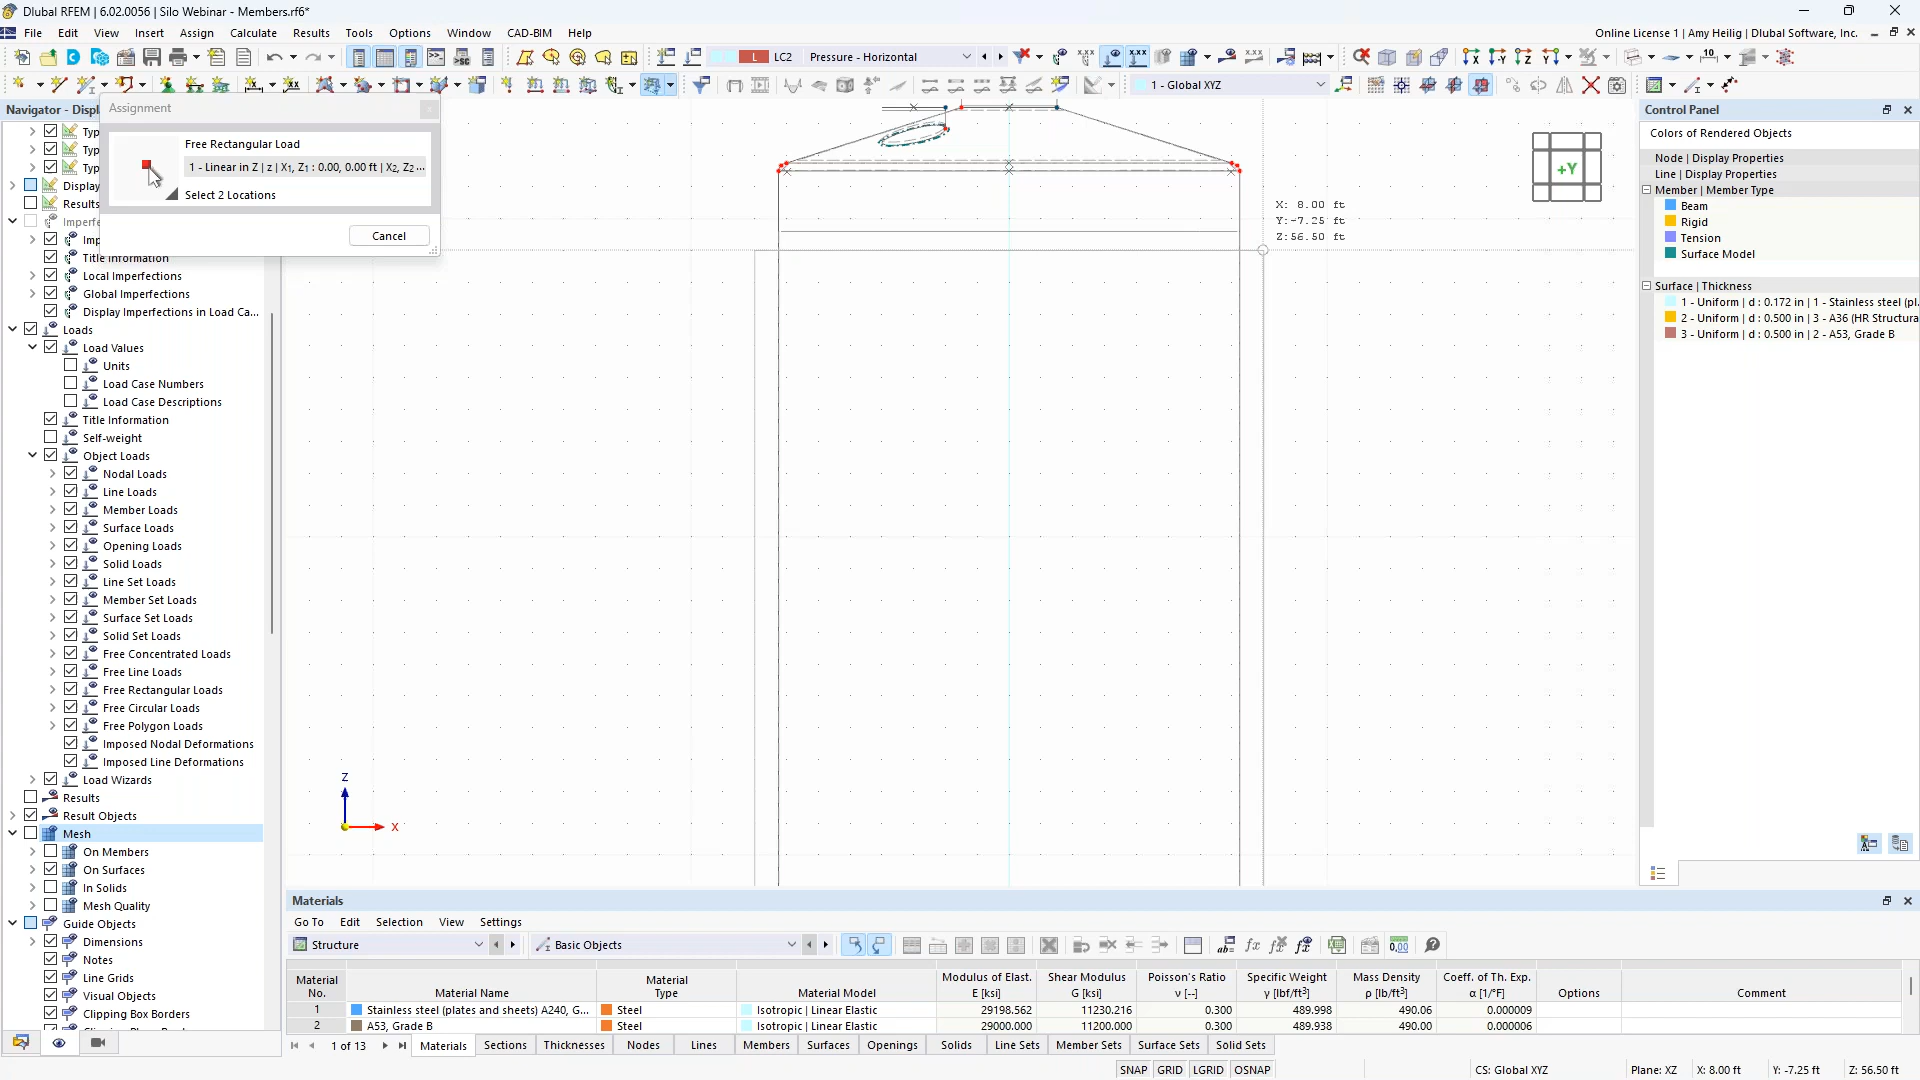 Dlubal RFEM | 6.02.0056 | Silo Webinar - Members.rf6*
File Edit View Insert Assign Calculate Results Tools Options Window CAD-BIM Help
Online License 1 | Amy Heilig | Dlubal Software, Inc.
L LC2 Pressure - Horizontal
1 - Global XYZ
Navigator - Displ
Assignment
Free Rectangular Load
1 - Linear in Z | z | X₁, Z₁ : 0.00, 0.00 ft | X₂, Z₂ ···
Select 2 Locations
Cancel
Typ
Typ
Typ
Display
Results
Imperfe
Imp
Title Information
Local Imperfections
Global Imperfections
Display Imperfections in Load Ca...
Loads
Load Values
Units
Load Case Numbers
Load Case Descriptions
Title Information
Self-weight
Object Loads
Nodal Loads
Line Loads
Member Loads
Surface Loads
Opening Loads
Solid Loads
Line Set Loads
Member Set Loads
Surface Set Loads
Solid Set Loads
Free Concentrated Loads
Free Line Loads
Free Rectangular Loads
Free Circular Loads
Free Polygon Loads
Imposed Nodal Deformations
Imposed Line Deformations
Load Wizards
Results
Result Objects
Mesh
On Members
On Surfaces
In Solids
Mesh Quality
Guide Objects
Dimensions
Notes
Line Grids
Visual Objects
Clipping Box Borders
X: 8.00 ft
Y:-7.25 ft
Z:56.50 ft
+Y
Z
X
Control Panel
Colors of Rendered Objects
Node | Display Properties
Line | Display Properties
Member | Member Type
Beam
Rigid
Tension
Surface Model
Surface | Thickness
1 - Uniform | d : 0.172 in | 1 - Stainless steel (pl.
2 - Uniform | d : 0.500 in | 3 - A36 (HR Structura
3 - Uniform | d : 0.500 in | 2 - A53, Grade B
Materials
Go To Edit Selection View Settings
Structure Basic Objects
Material No. Material Name Material Type Material Model Modulus of Elast. E [ksi] Shear Modulus G [ksi] Poisson's Ratio ν [--] Specific Weight γ [lbf/ft³] Mass Density ρ [lb/ft³] Coeff. of Th. Exp. α [1/°F] Options Comment
1 Stainless steel (plates and sheets) A240, G... Steel Isotropic | Linear Elastic 29198.562 11230.216 0.300 489.998 490.06 0.000009
2 A53, Grade B Steel Isotropic | Linear Elastic 29000.000 11200.000 0.300 489.938 490.00 0.000006
1 of 13 Materials Sections Thicknesses Nodes Lines Members Surfaces Openings Solids Line Sets Member Sets Surface Sets Solid Sets
SNAP GRID LGRID OSNAP CS: Global XYZ Plane: XZ X: 8.00 ft Y: -7.25 ft Z: 56.50 ft